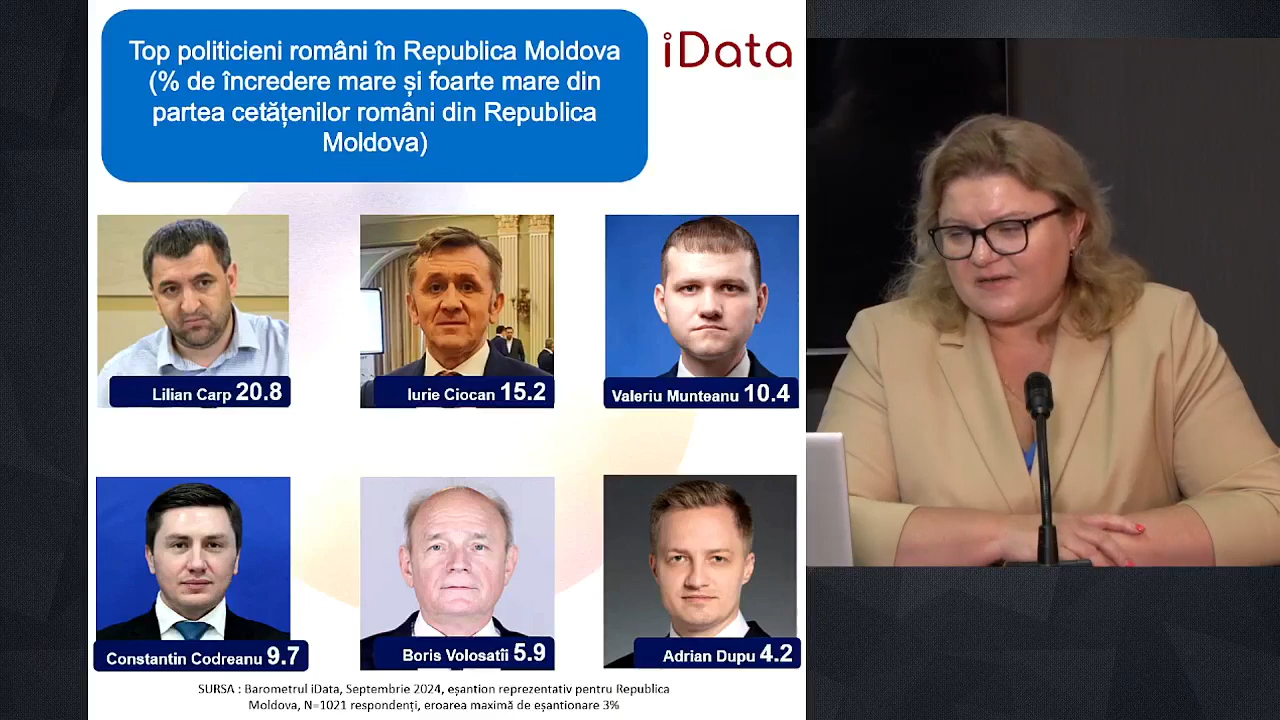 Top politicieni români în Republica Moldova
(% de încredere mare și foarte mare din
partea cetățenilor români din Republica
Moldova)
iData
Lilian Carp 20.8
Iurie Ciocan 15.2
Valeriu Munteanu 10.4
Constantin Codreanu 9.7
Boris Volosatîi 5.9
Adrian Dupu 4.2
SURSA : Barometrul iData, Septembrie 2024, eșantion reprezentativ pentru Republica
Moldova, N=1021 respondenți, eroarea maximă de eșantionare 3%